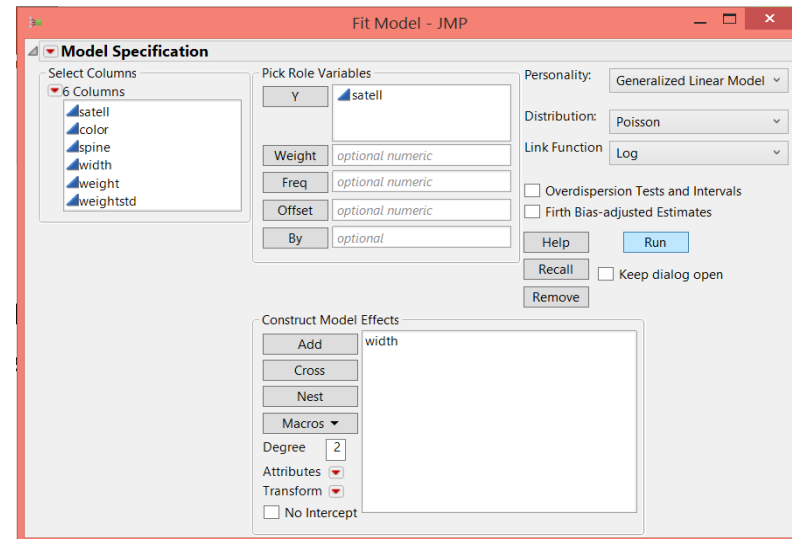 Fit Model - JMP
Model Specification
Select Columns
6 Columns
satell
color
spine
width
weight
weightstd
Pick Role Variables
Y
satell
Weight
optional numeric
Freq
optional numeric
Offset
optional numeric
By
optional
Personality:
Generalized Linear Model
Distribution:
Poisson
Link Function
Log
Overdispersion Tests and Intervals
Firth Bias-adjusted Estimates
Help
Run
Recall
Keep dialog open
Remove
Construct Model Effects
Add
width
Cross
Nest
Macros
Degree
2
Attributes
Transform
No Intercept